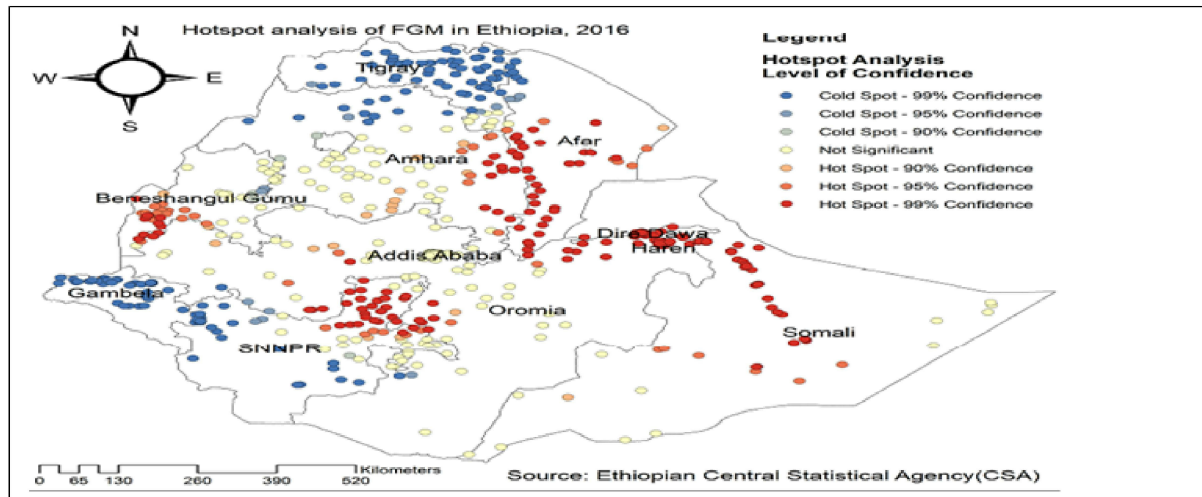 Hotspot analysis of FGM in Ethiopia, 2016
N
W E
S
Legend
Hotspot Analysis
Level of Confidence
Cold Spot - 99% Confidence
Cold Spot - 95% Confidence
Cold Spot - 90% Confidence
Not Significant
Hot Spot - 90% Confidence
Hot Spot - 95% Confidence
Hot Spot - 99% Confidence
Tigray
Afar
Amhara
Beneshangul Gumu
Dire Dawa
Hareri
Addis Ababa
Gambela
Oromia
Somali
SNNPR
Kilometers
0 65 130 260 390 520
Source: Ethiopian Central Statistical Agency(CSA)